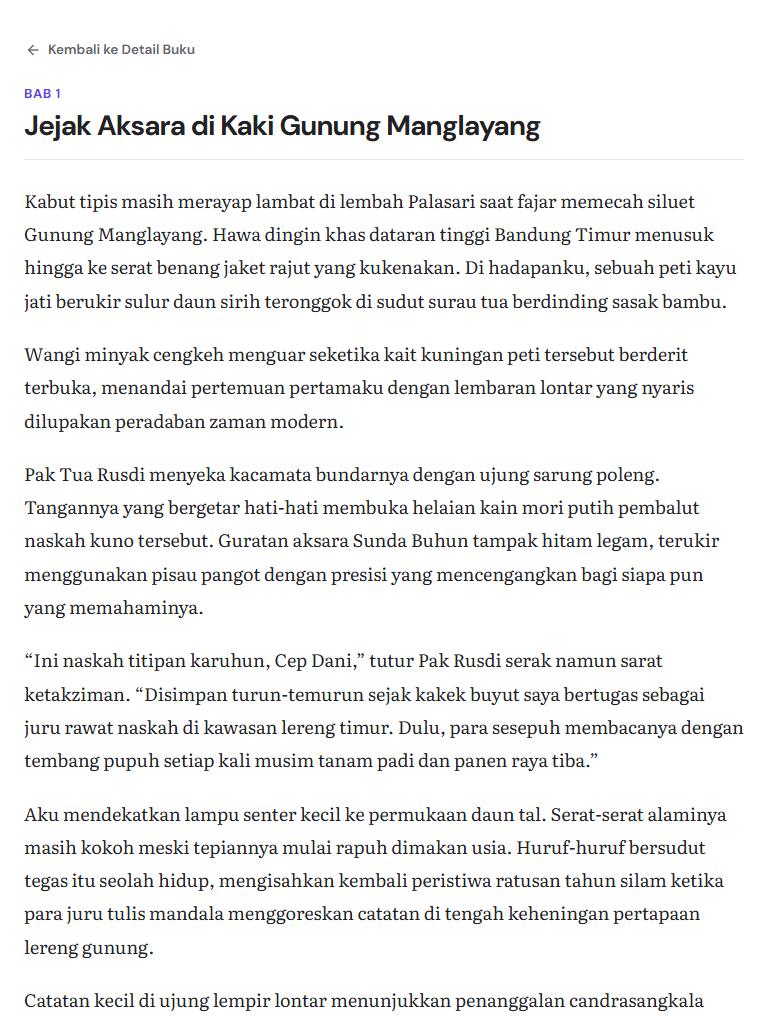 ← Kembali ke Detail Buku
BAB 1
Jejak Aksara di Kaki Gunung Manglayang
Kabut tipis masih merayap lambat di lembah Palasari saat fajar memecah siluet
Gunung Manglayang. Hawa dingin khas dataran tinggi Bandung Timur menusuk
hingga ke serat benang jaket rajut yang kukenakan. Di hadapanku, sebuah peti kayu
jati berukir sulur daun sirih teronggok di sudut surau tua berdinding sasak bambu.
Wangi minyak cengkeh menguar seketika kait kuningan peti tersebut berderit
terbuka, menandai pertemuan pertamaku dengan lembaran lontar yang nyaris
dilupakan peradaban zaman modern.
Pak Tua Rusdi menyeka kacamata bundarnya dengan ujung sarung poleng.
Tangannya yang bergetar hati-hati membuka helaian kain mori putih pembalut
naskah kuno tersebut. Guratan aksara Sunda Buhun tampak hitam legam, terukir
menggunakan pisau pangot dengan presisi yang mencengangkan bagi siapa pun
yang memahaminya.
“Ini naskah titipan karuhun, Cep Dani,” tutur Pak Rusdi serak namun sarat
ketakziman. “Disimpan turun-temurun sejak kakek buyut saya bertugas sebagai
juru rawat naskah di kawasan lereng timur. Dulu, para sesepuh membacanya dengan
tembang pupuh setiap kali musim tanam padi dan panen raya tiba.”
Aku mendekatkan lampu senter kecil ke permukaan daun tal. Serat-serat alaminya
masih kokoh meski tepiannya mulai rapuh dimakan usia. Huruf-huruf bersudut
tegas itu seolah hidup, mengisahkan kembali peristiwa ratusan tahun silam ketika
para juru tulis mandala menggoreskan catatan di tengah keheningan pertapaan
lereng gunung.
Catatan kecil di ujung lempir lontar menunjukkan penanggalan candrasangkala